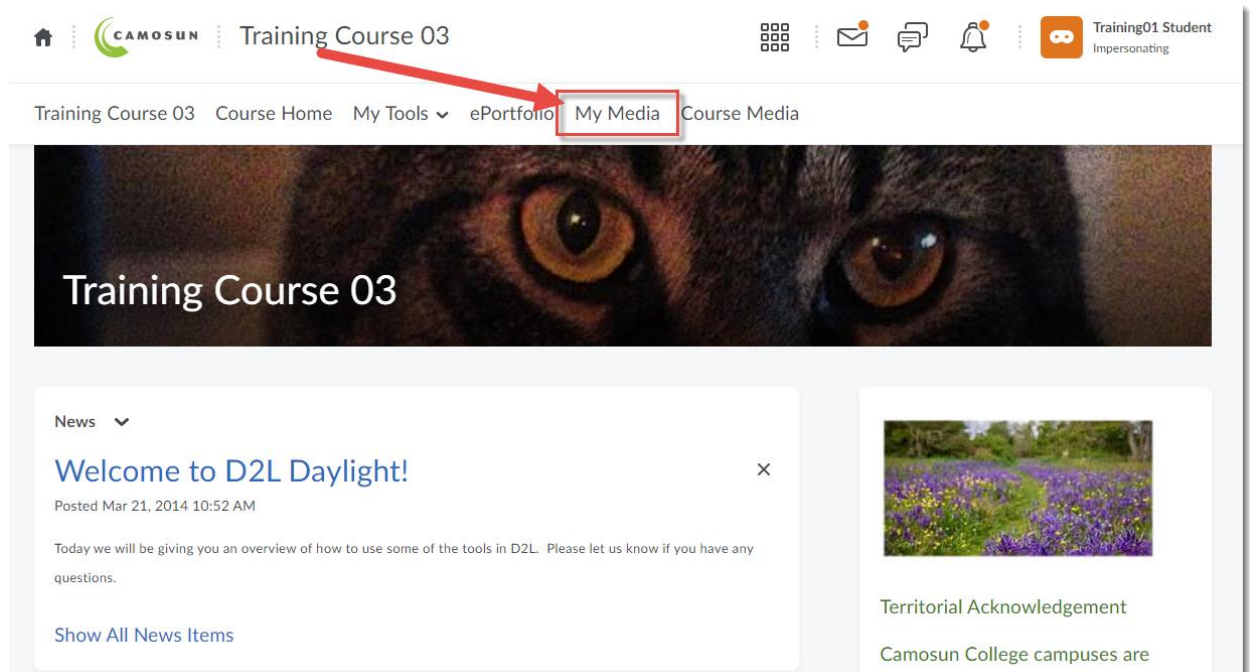 CAMOSUN
Training Course 03
Training01 Student
Impersonating
Training Course 03 Course Home My Tools ePortfolio My Media Course Media
Training Course 03
News
Welcome to D2L Daylight!
Posted Mar 21, 2014 10:52 AM
Today we will be giving you an overview of how to use some of the tools in D2L. Please let us know if you have any
questions.
Show All News Items
Territorial Acknowledgement
Camosun College campuses are